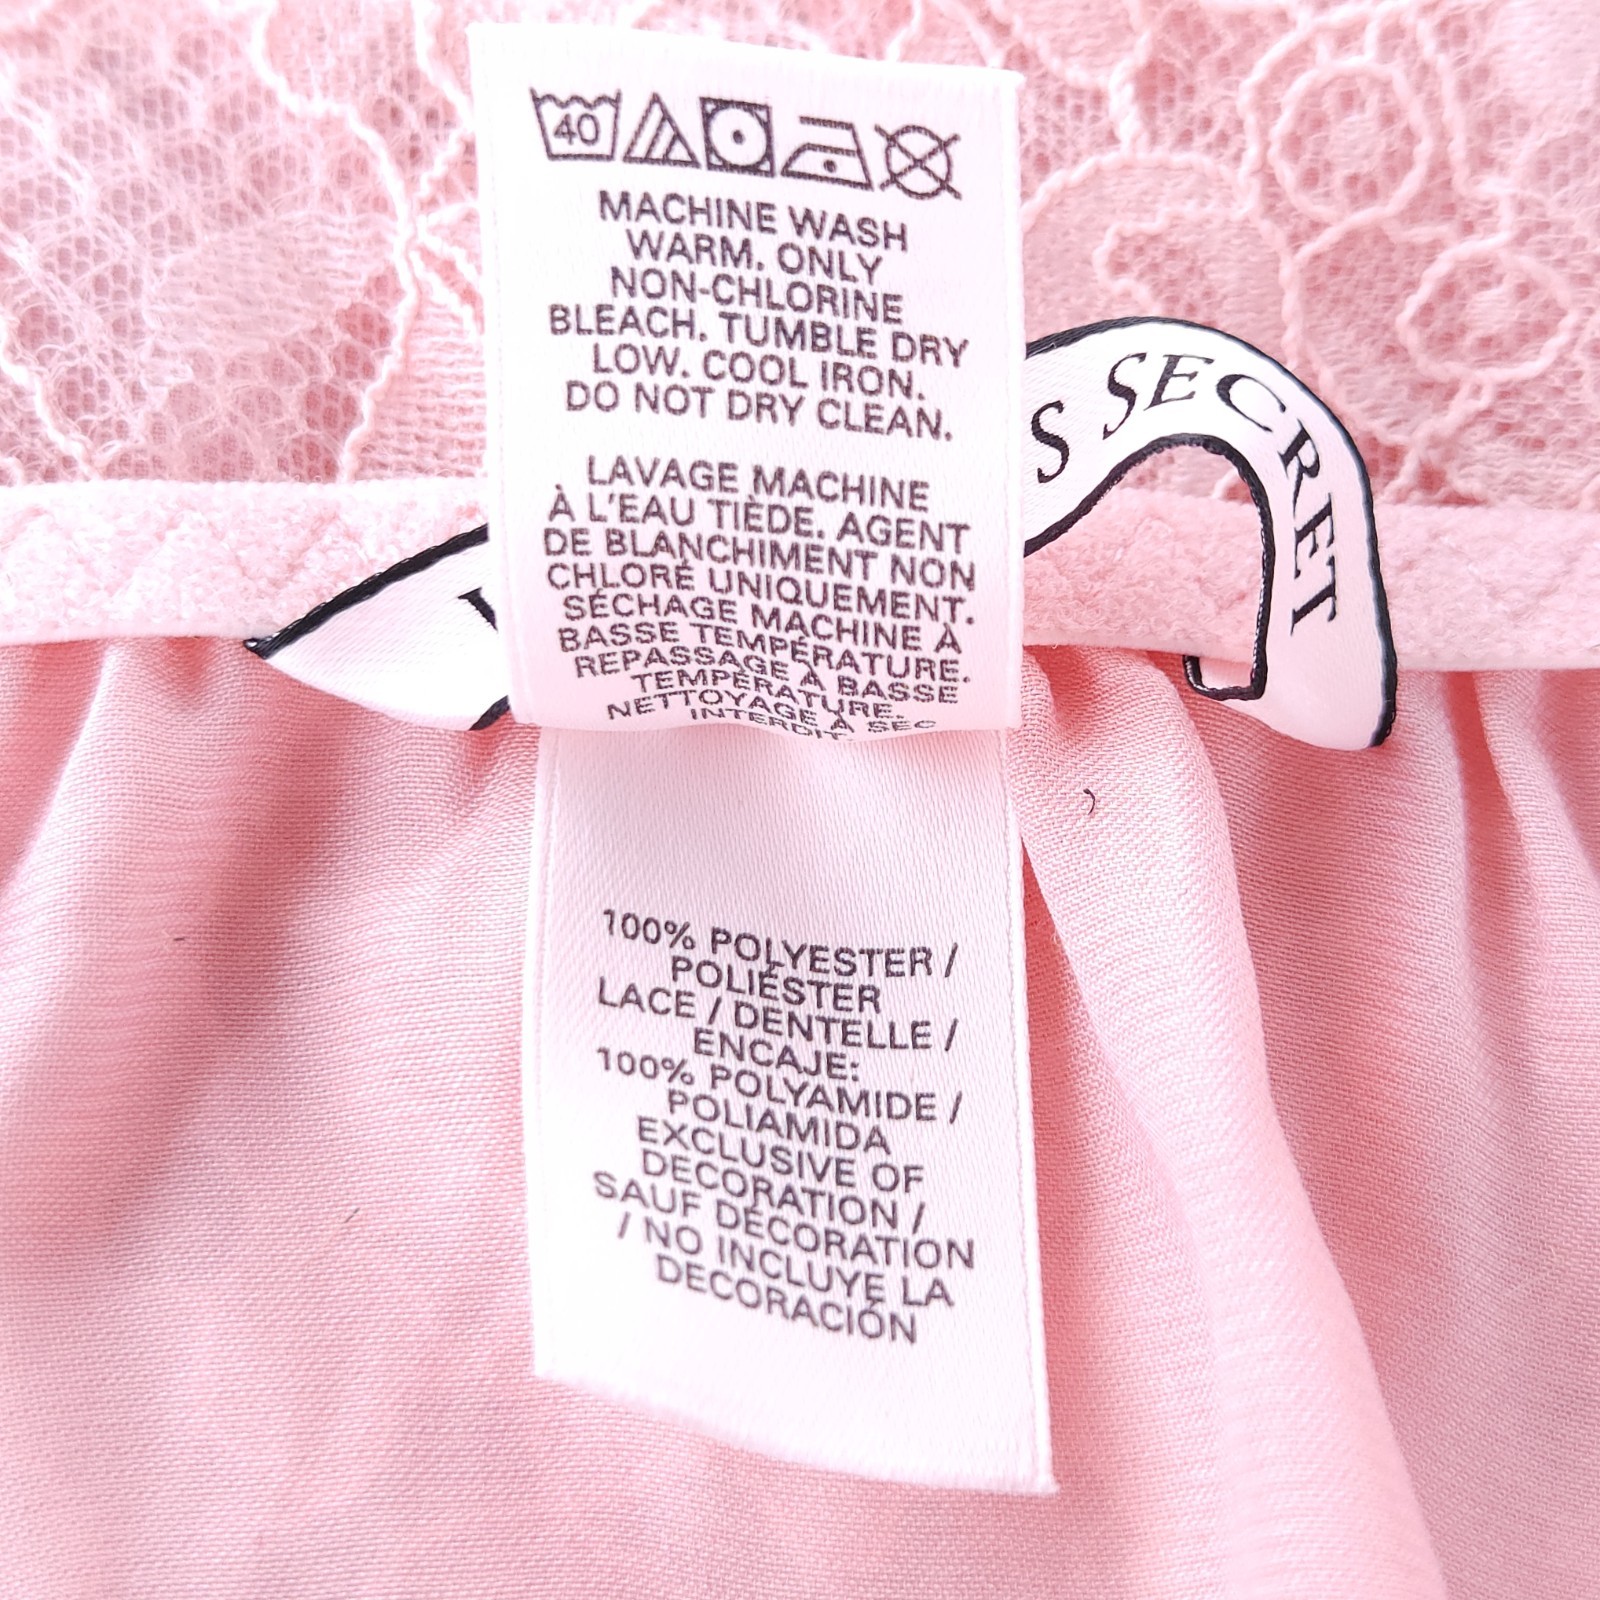 40
MACHINE WASH
WARM. ONLY
NON-CHLORINE
BLEACH. TUMBLE DRY
LOW. COOL IRON.
DO NOT DRY CLEAN.
LAVAGE MACHINE
À L'EAU TIÈDE. AGENT
DE BLANCHIMENT NON
CHLORÉ UNIQUEMENT.
SÉCHAGE MACHINE À
BASSE TEMPÉRATURE.
REPASSAGE À BASSE
TEMPÉRATURE.
NETTOYAGE À SEC
INTERDIT.
S SECRET
100% POLYESTER /
POLIÉSTER
LACE / DENTELLE /
ENCAJE:
100% POLYAMIDE /
POLIAMIDA
EXCLUSIVE OF
DECORATION /
SAUF DÉCORATION
/ NO INCLUYE LA
DECORACIÓN